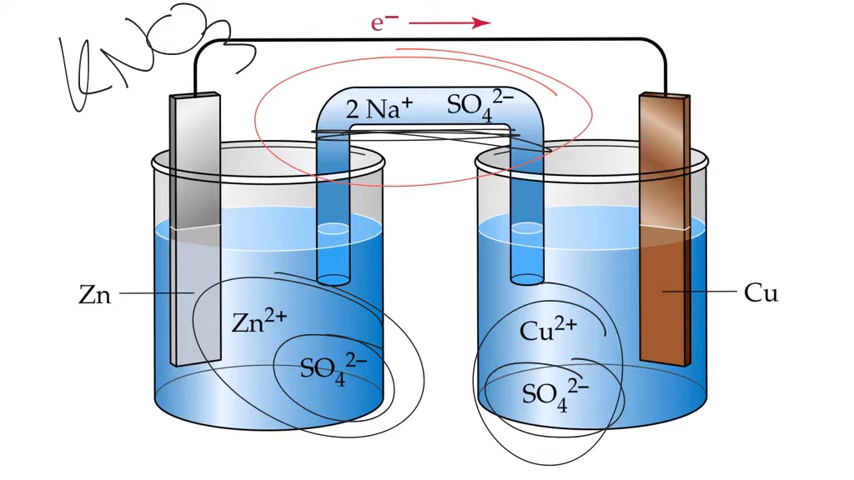 KNO3
e⁻
2 Na⁺ SO₄²⁻
Zn
Zn²⁺
SO₄²⁻
Cu²⁺
SO₄²⁻
Cu